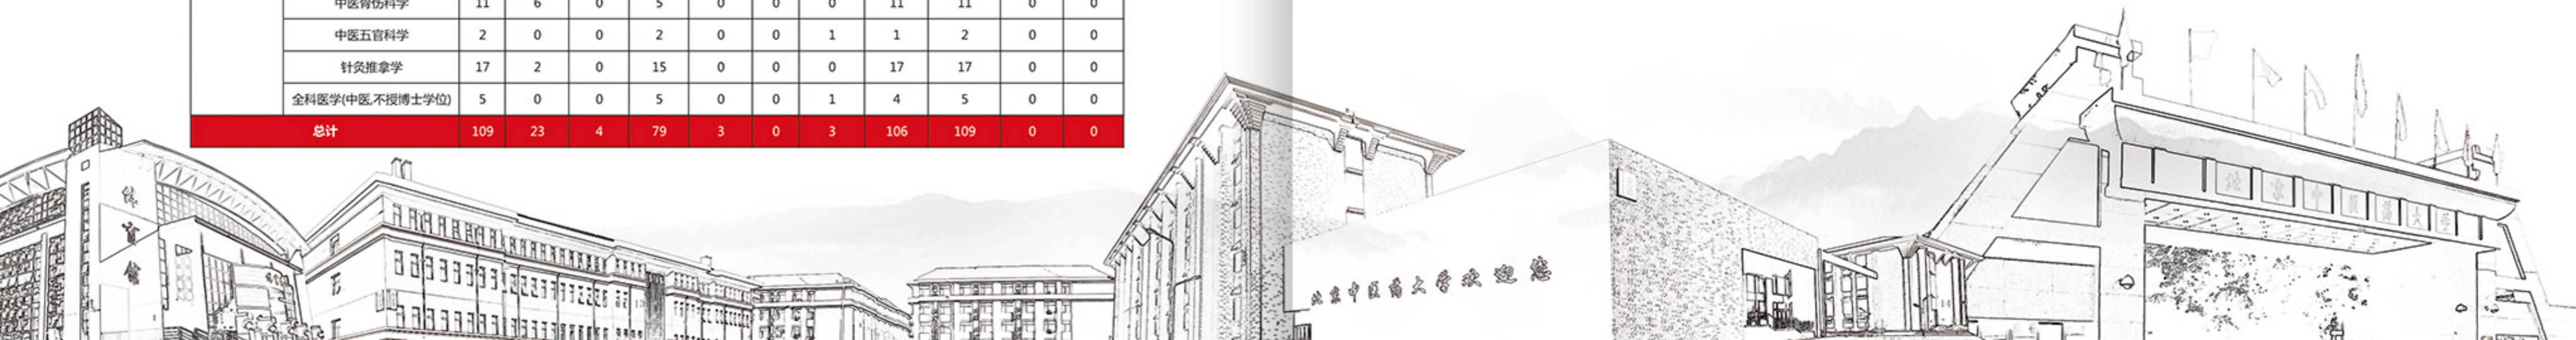 中医骨伤科学 11 6 0 5 0 0 0 11 11 0 0
中医五官科学 2 0 0 2 0 0 1 1 2 0 0
针灸推拿学 17 2 0 15 0 0 0 17 17 0 0
全科医学(中医,不授博士学位) 5 0 0 5 0 0 1 4 5 0 0
总计 109 23 4 79 3 0 3 106 109 0 0
体育馆
北京中医药大学欢迎您
北京中医药大学